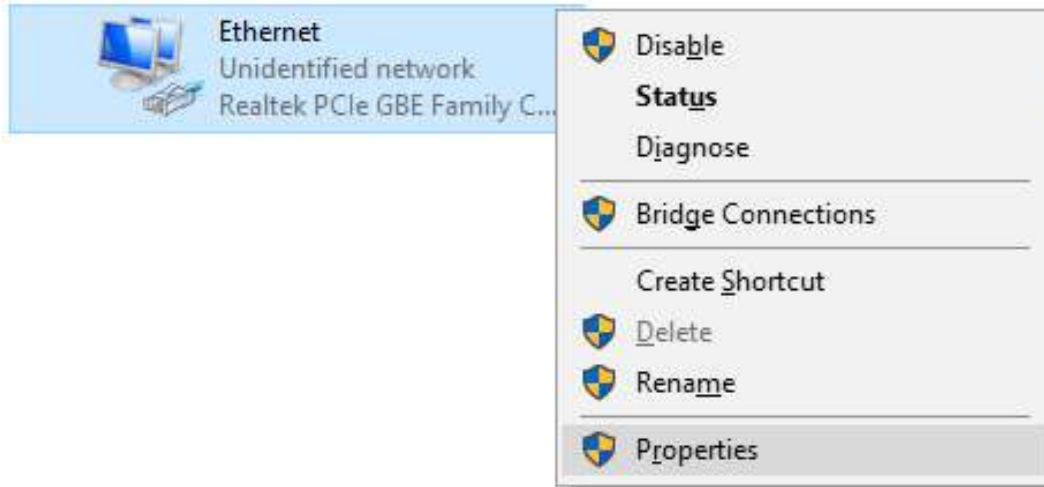 Ethernet
Unidentified network
Realtek PCIe GBE Family C...
Disable
Status
Diagnose
Bridge Connections
Create Shortcut
Delete
Rename
Properties